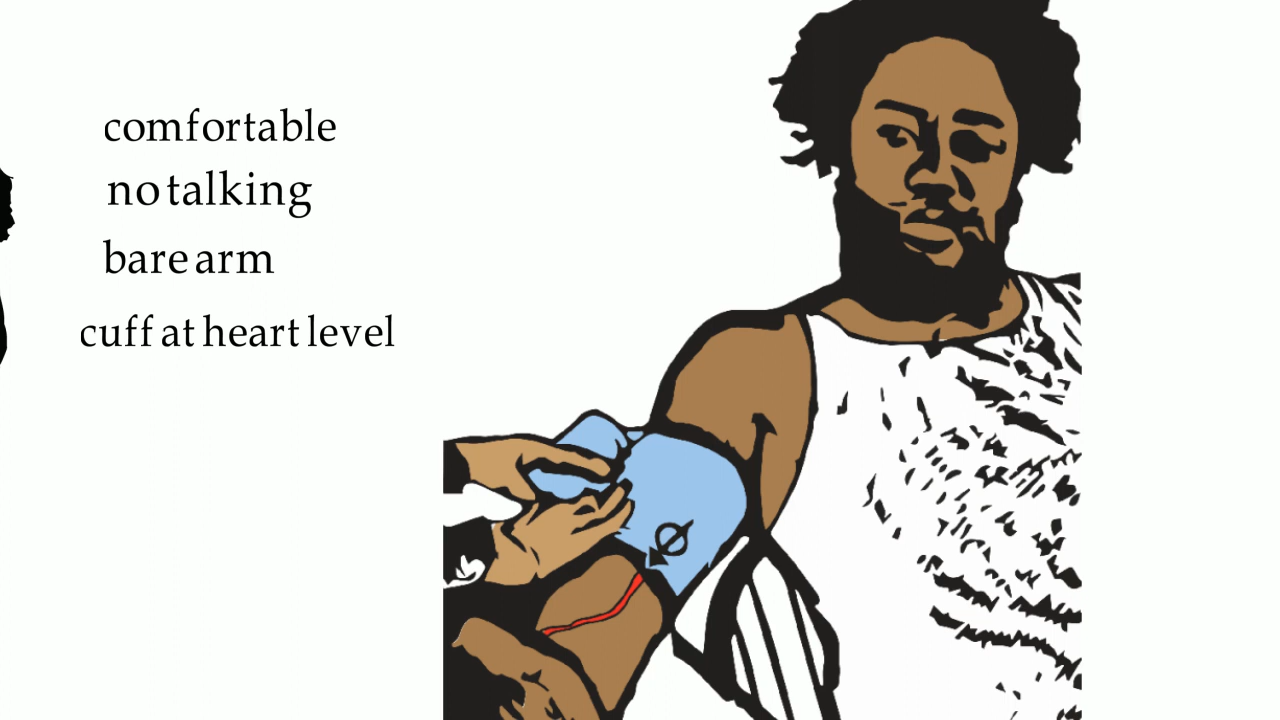 comfortable
no talking
bare arm
cuff at heart level